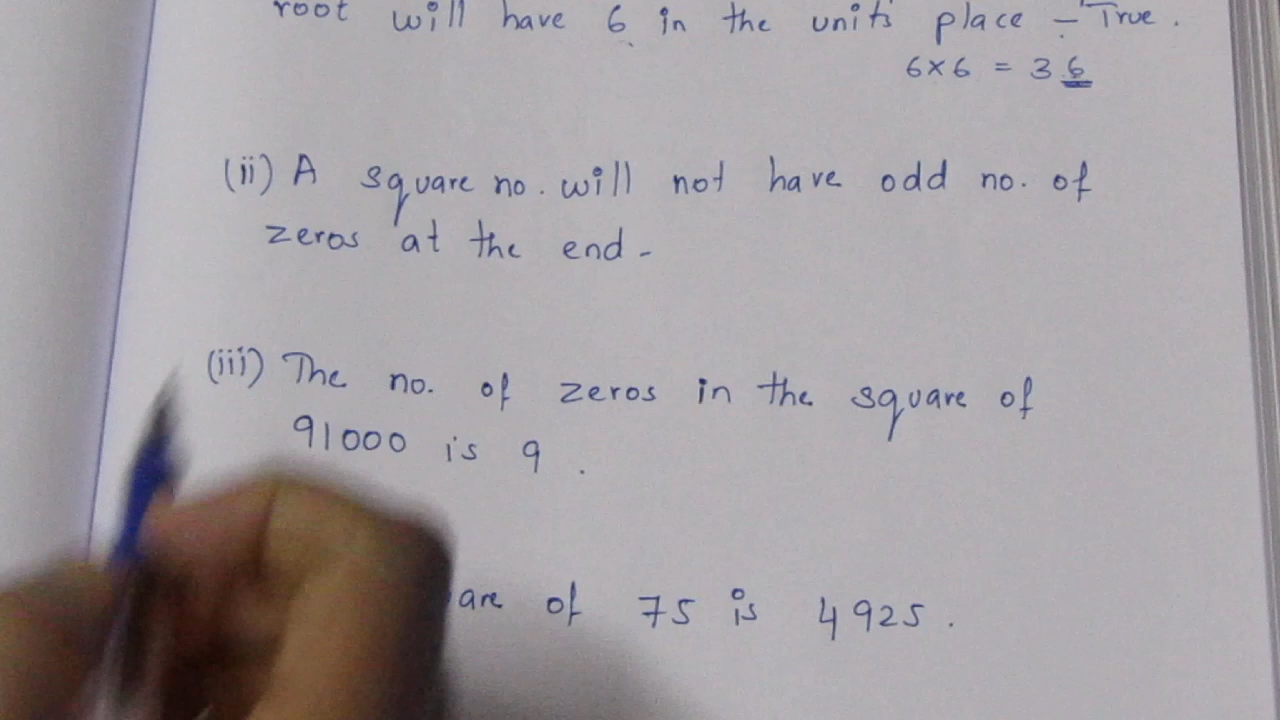 root will have 6 in the units place - True.
6×6 = 36
(ii) A square no. will not have odd no. of
zeros at the end -
(iii) The no. of zeros in the square of
91000 is 9.
are of 75 is 4925.